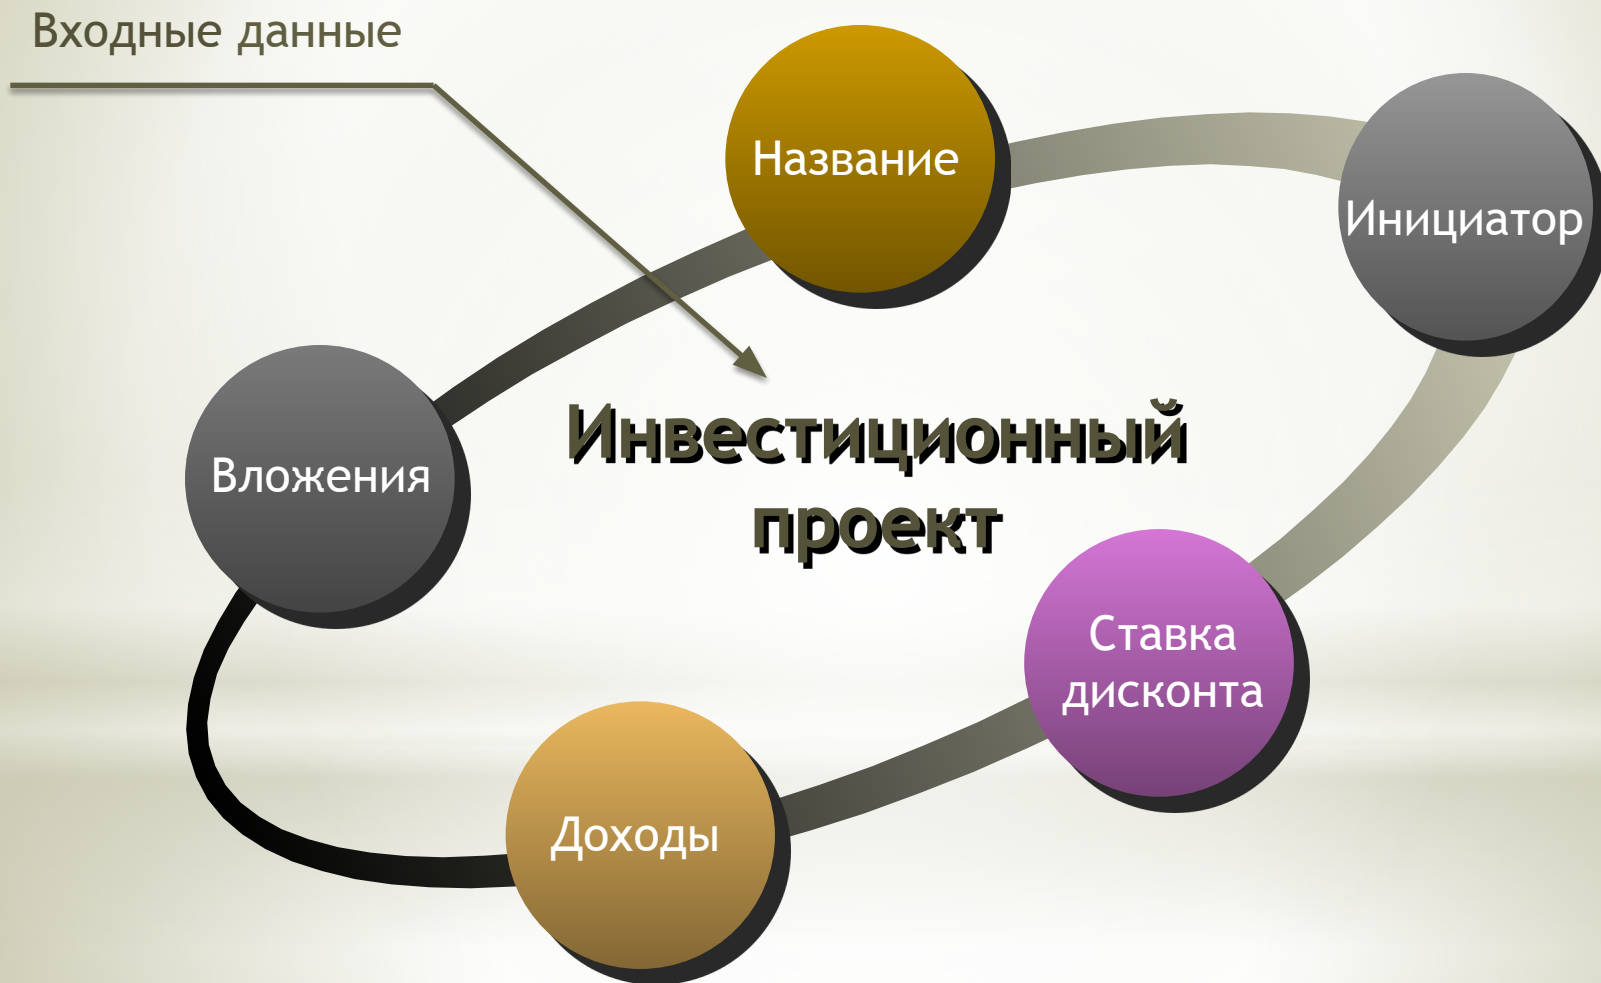 Входные данные
Название
Инициатор
Инвестиционный
проект
Вложения
Ставка
дисконта
Доходы